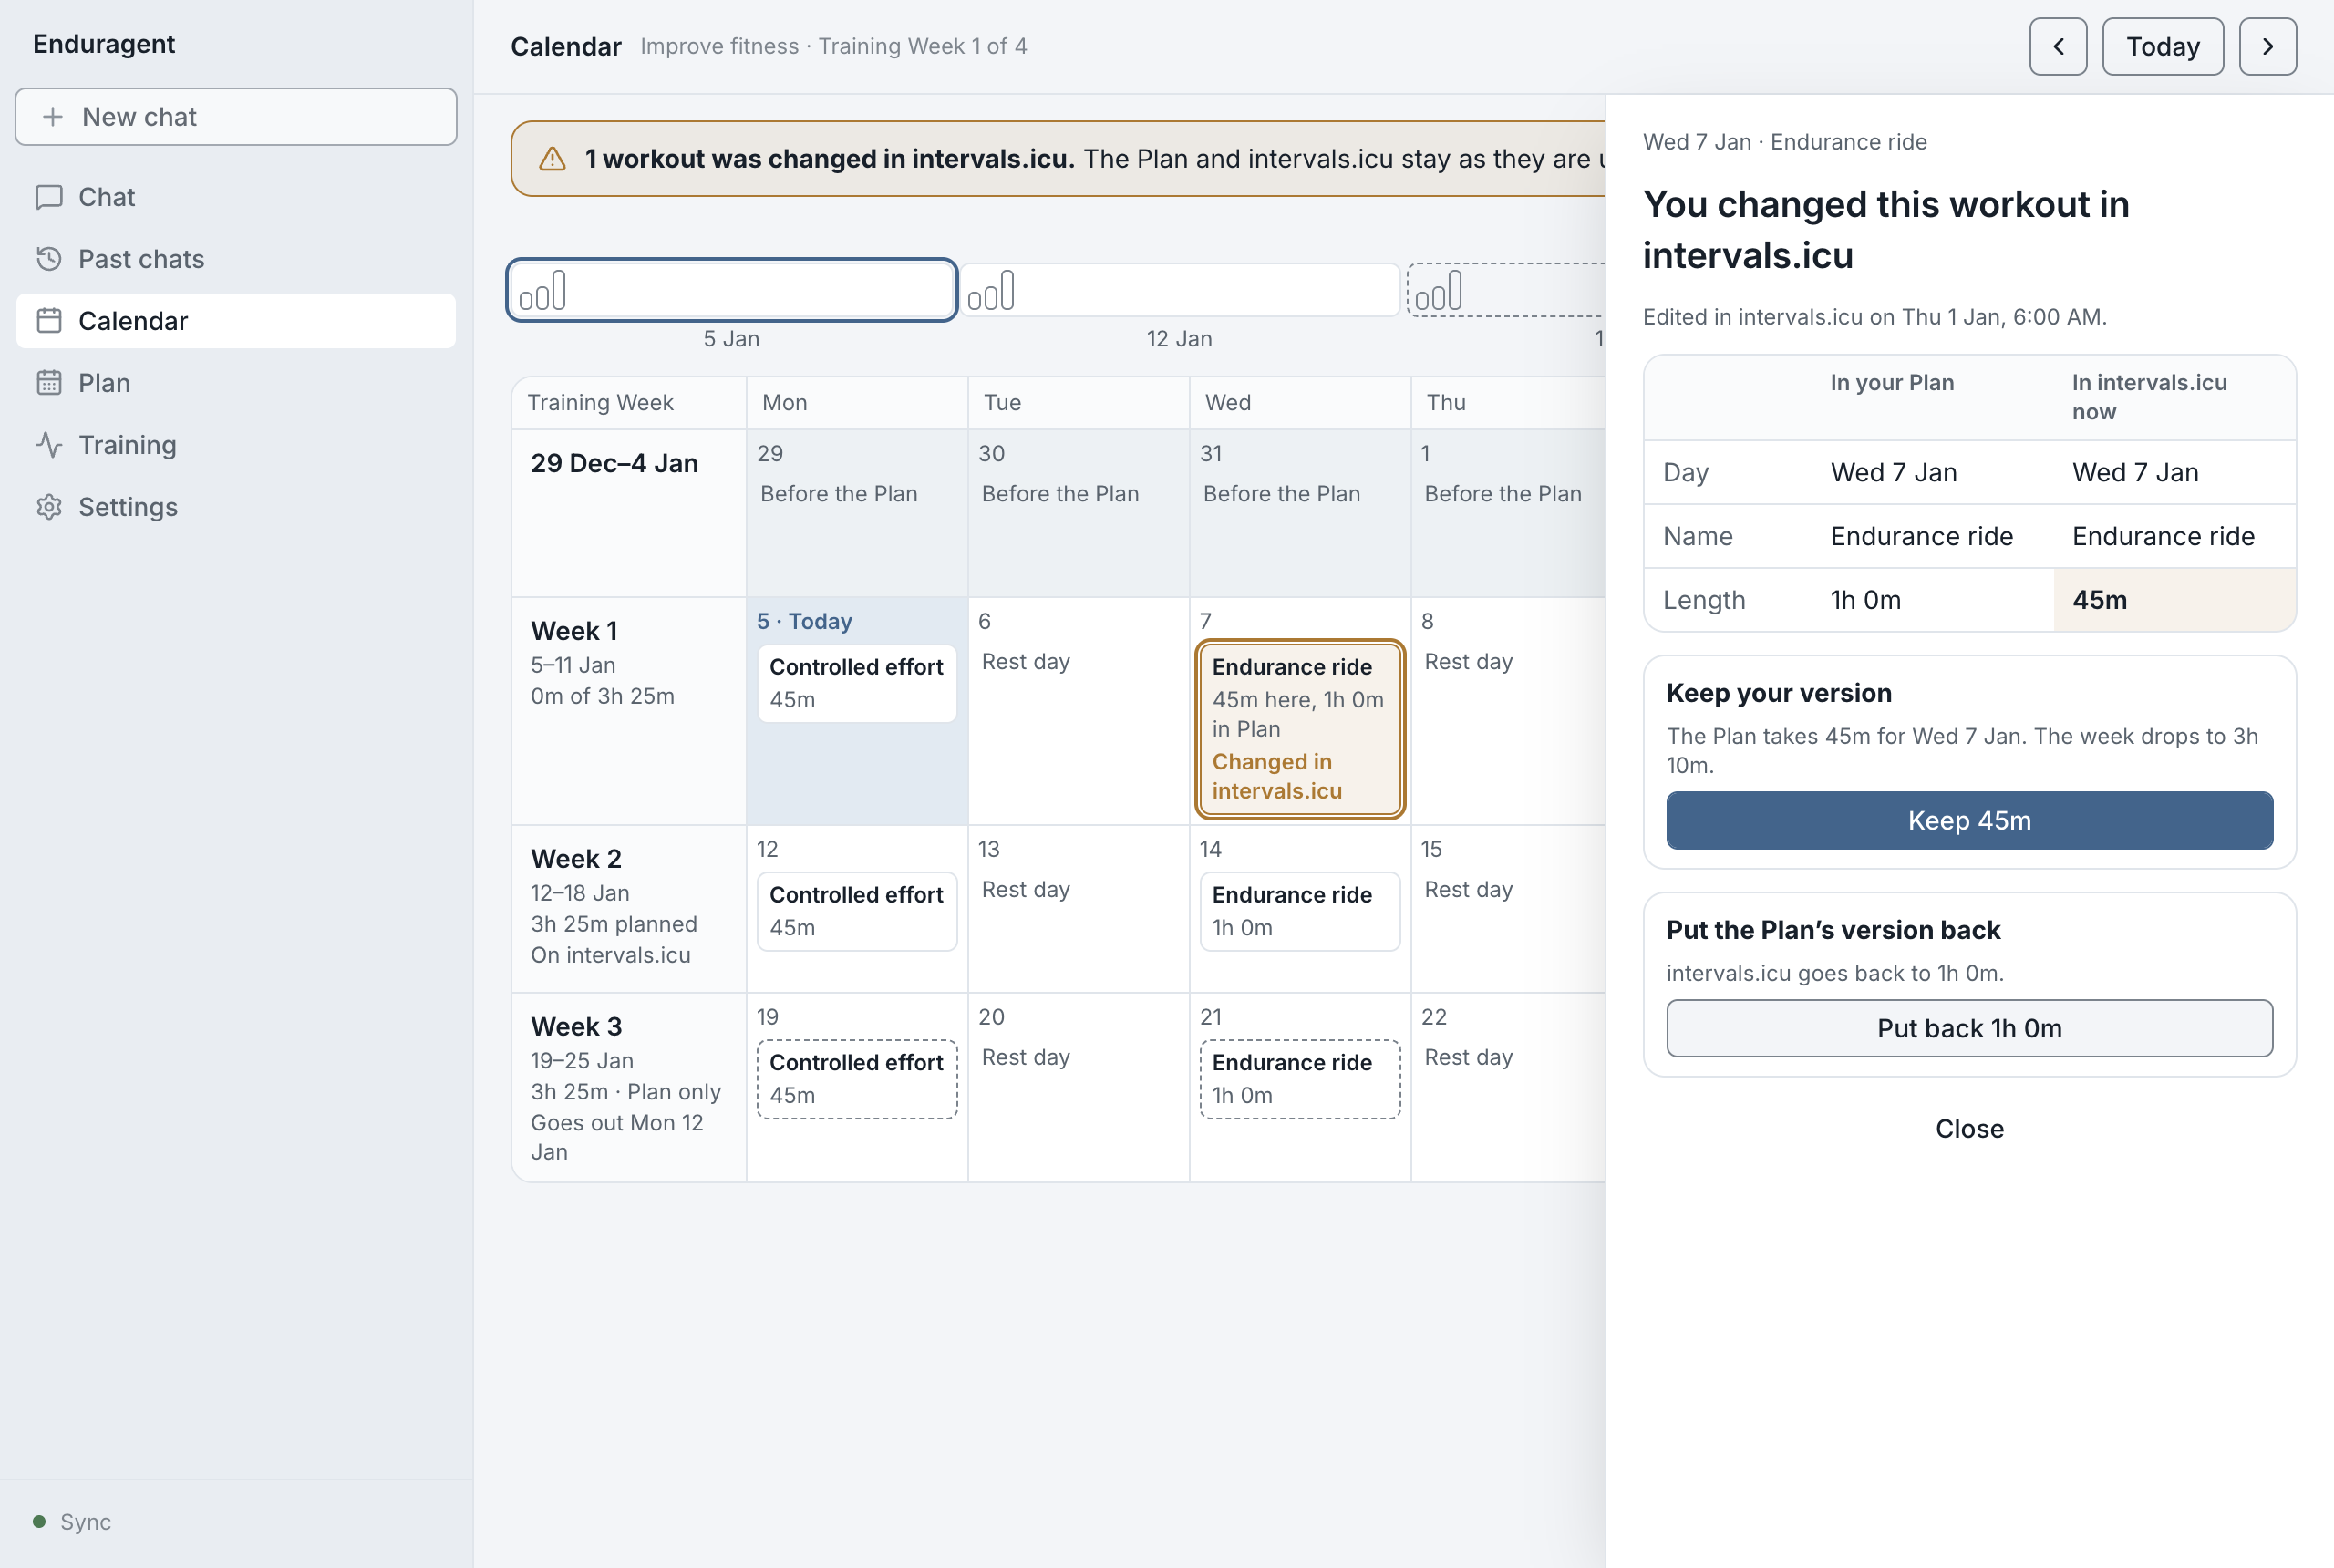 Enduragent
New chat
Chat
Past chats
Calendar
Plan
Training
Settings
Sync
Calendar Improve fitness · Training Week 1 of 4
Today
1 workout was changed in intervals.icu. The Plan and intervals.icu stay as they are
5 Jan
12 Jan
Training Week Mon Tue Wed Thu
29 Dec–4 Jan
29
Before the Plan
30
Before the Plan
31
Before the Plan
1
Before the Plan
Week 1
5–11 Jan
0m of 3h 25m
5 · Today
Controlled effort
45m
6
Rest day
7
Endurance ride
45m here, 1h 0m
in Plan
Changed in
intervals.icu
8
Rest day
Week 2
12–18 Jan
3h 25m planned
On intervals.icu
12
Controlled effort
45m
13
Rest day
14
Endurance ride
1h 0m
15
Rest day
Week 3
19–25 Jan
3h 25m · Plan only
Goes out Mon 12
Jan
19
Controlled effort
45m
20
Rest day
21
Endurance ride
1h 0m
22
Rest day
Wed 7 Jan · Endurance ride
You changed this workout in
intervals.icu
Edited in intervals.icu on Thu 1 Jan, 6:00 AM.
In your Plan
In intervals.icu
now
Day Wed 7 Jan Wed 7 Jan
Name Endurance ride Endurance ride
Length 1h 0m 45m
Keep your version
The Plan takes 45m for Wed 7 Jan. The week drops to 3h
10m.
Keep 45m
Put the Plan’s version back
intervals.icu goes back to 1h 0m.
Put back 1h 0m
Close